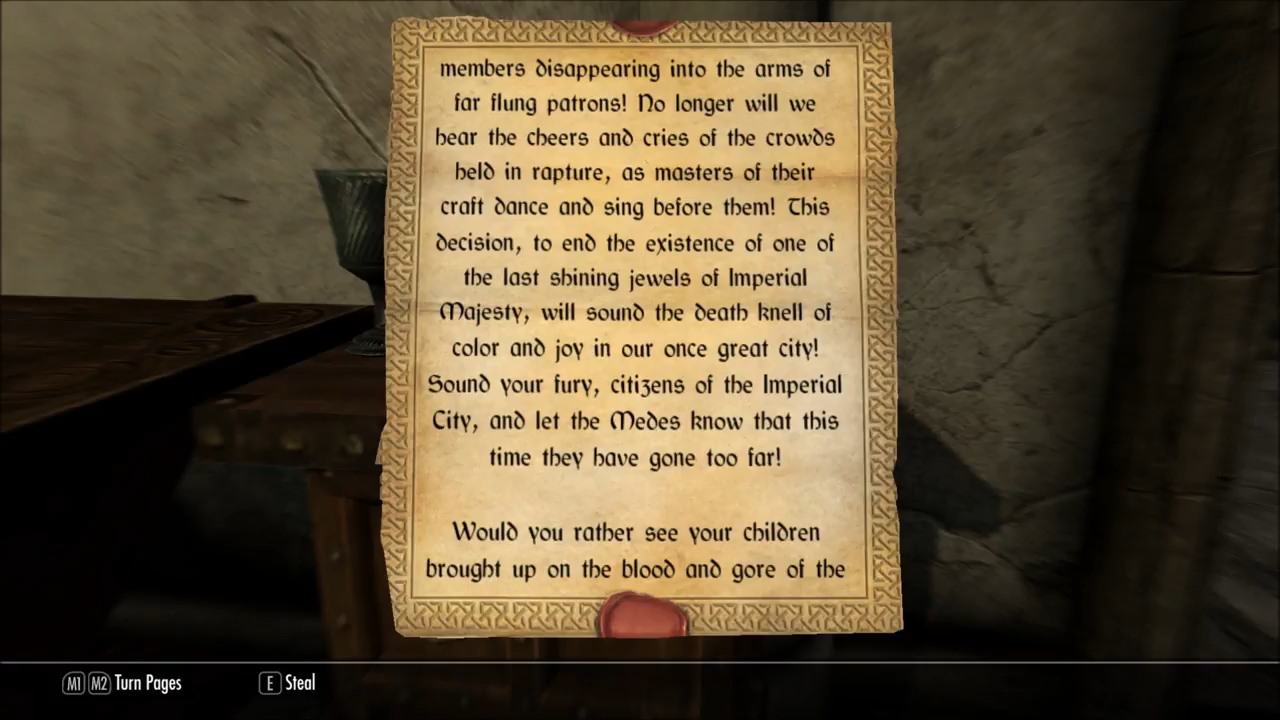 members disappearing into the arms of
far flung patrons! No longer will we
hear the cheers and cries of the crowds
held in rapture, as masters of their
craft dance and sing before them! This
decision, to end the existence of one of
the last shining jewels of Imperial
Majesty, will sound the death knell of
color and joy in our once great city!
Sound your fury, citizens of the Imperial
City, and let the Medes know that this
time they have gone too far!
Would you rather see your children
brought up on the blood and gore of the
M1 M2 Turn Pages E Steal